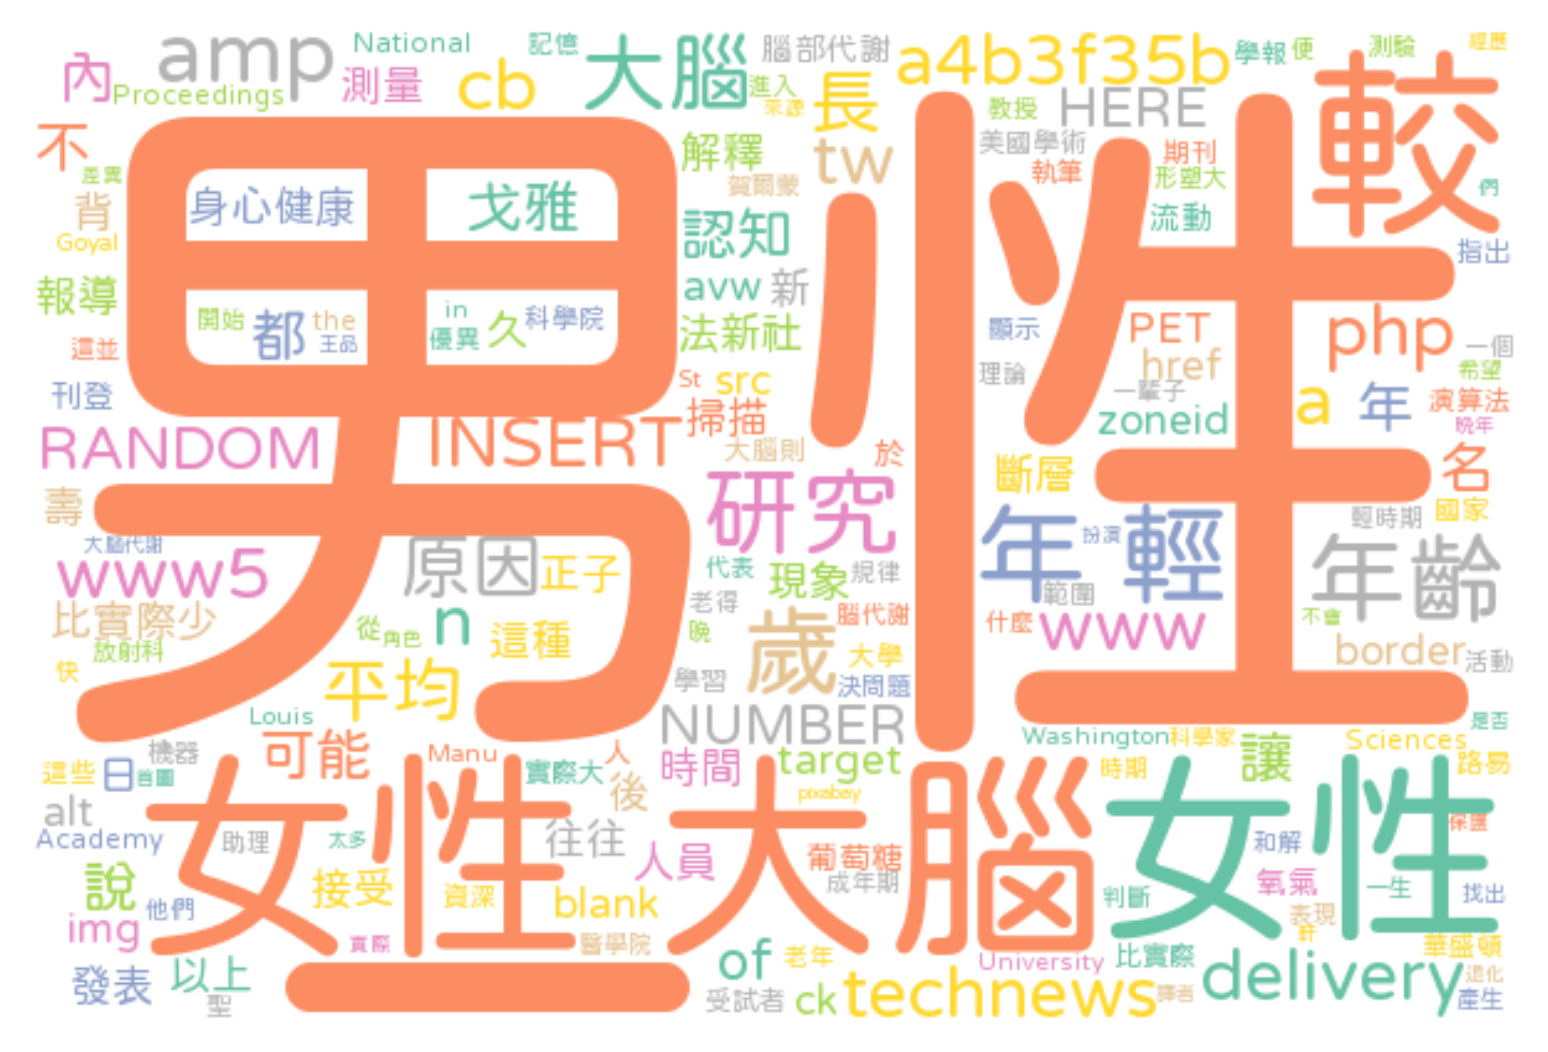 內
amp
National
記憶
大腦
腦部代謝
a4b3f35b
學報
便
測驗
經歷
Proceedings
測量
cb
進入
來源
長
教授
HERE
較
不
解釋
tw
美國學術
期刊
執筆
形塑大
差異
背
身心健康
戈雅
賀爾蒙
們
Goyal
男性
認知
流動
指出
報導
avw
新
開始
都
the
王品
in
優異
久
科學院
法新社
顯示
PET
php
這並
一個
理論
href
希望
刊登
St
src
一輩子
a
年
演算法
掃描
zoneid
晚年
RANDOM
INSERT
大腦則
於
斷層
名
壽
研究
國家
輕時期
大腦代謝
年輕
扮演
www5
原因
正子
代表
現象
規律
範圍
年齡
老得
比實際少
n
歲
腦代謝
什麼
www
不會
從
角色
這種
晚
放射科
大學
border
活動
快
平均
學習
決問題
Louis
NUMBER
是否
可能
Washington
科學家
Sciences
機器
Manu
人
時間
target
讓
路易
這些
日
首圖
實際大
時期
alt
後
pixabay
女性大腦
女性
保護
Academy
助理
太多
往往
人員
葡萄糖
和解
說
接受
資深
成年期
氧氣
一生
img
他們
blank
判斷
表現
找出
實際
醫學院
計
華盛頓
發表
以上
一
of
老年
University
比實際
delivery
退化
聖
受試者
ck
technews
譯者
產生